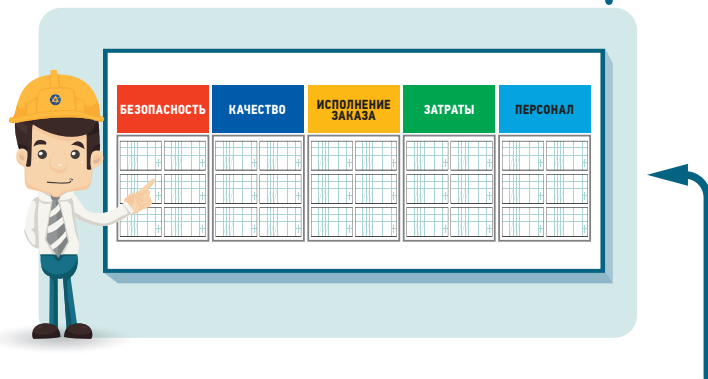 БЕЗОПАСНОСТЬ
КАЧЕСТВО
ИСПОЛНЕНИЕ
ЗАКАЗА
ЗАТРАТЫ
ПЕРСОНАЛ